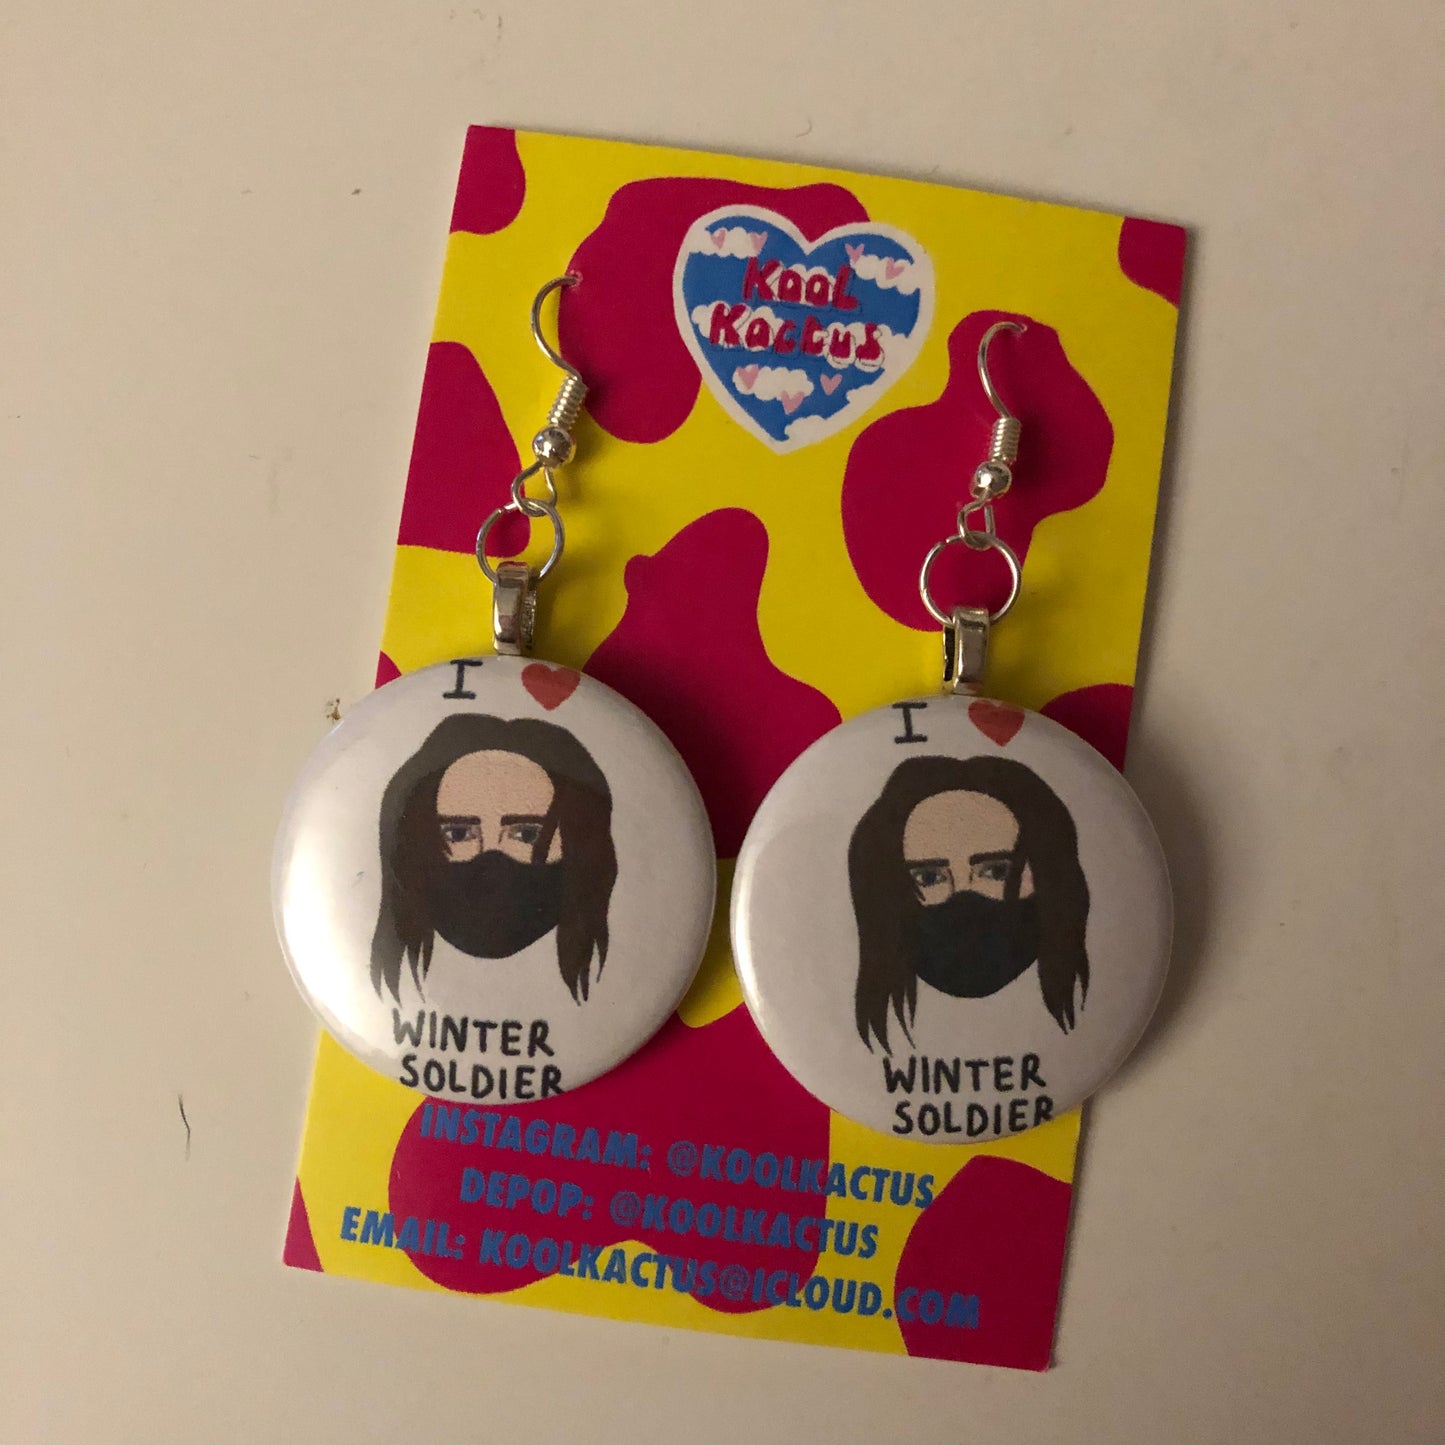 Kool
Kactus
I ♥
WINTER
SOLDIER
I ♥
WINTER
SOLDIER
INSTAGRAM: @KOOLKACTUS
DEPOP: @KOOLKACTUS
EMAIL: KOOLKACTUS@ICLOUD.COM